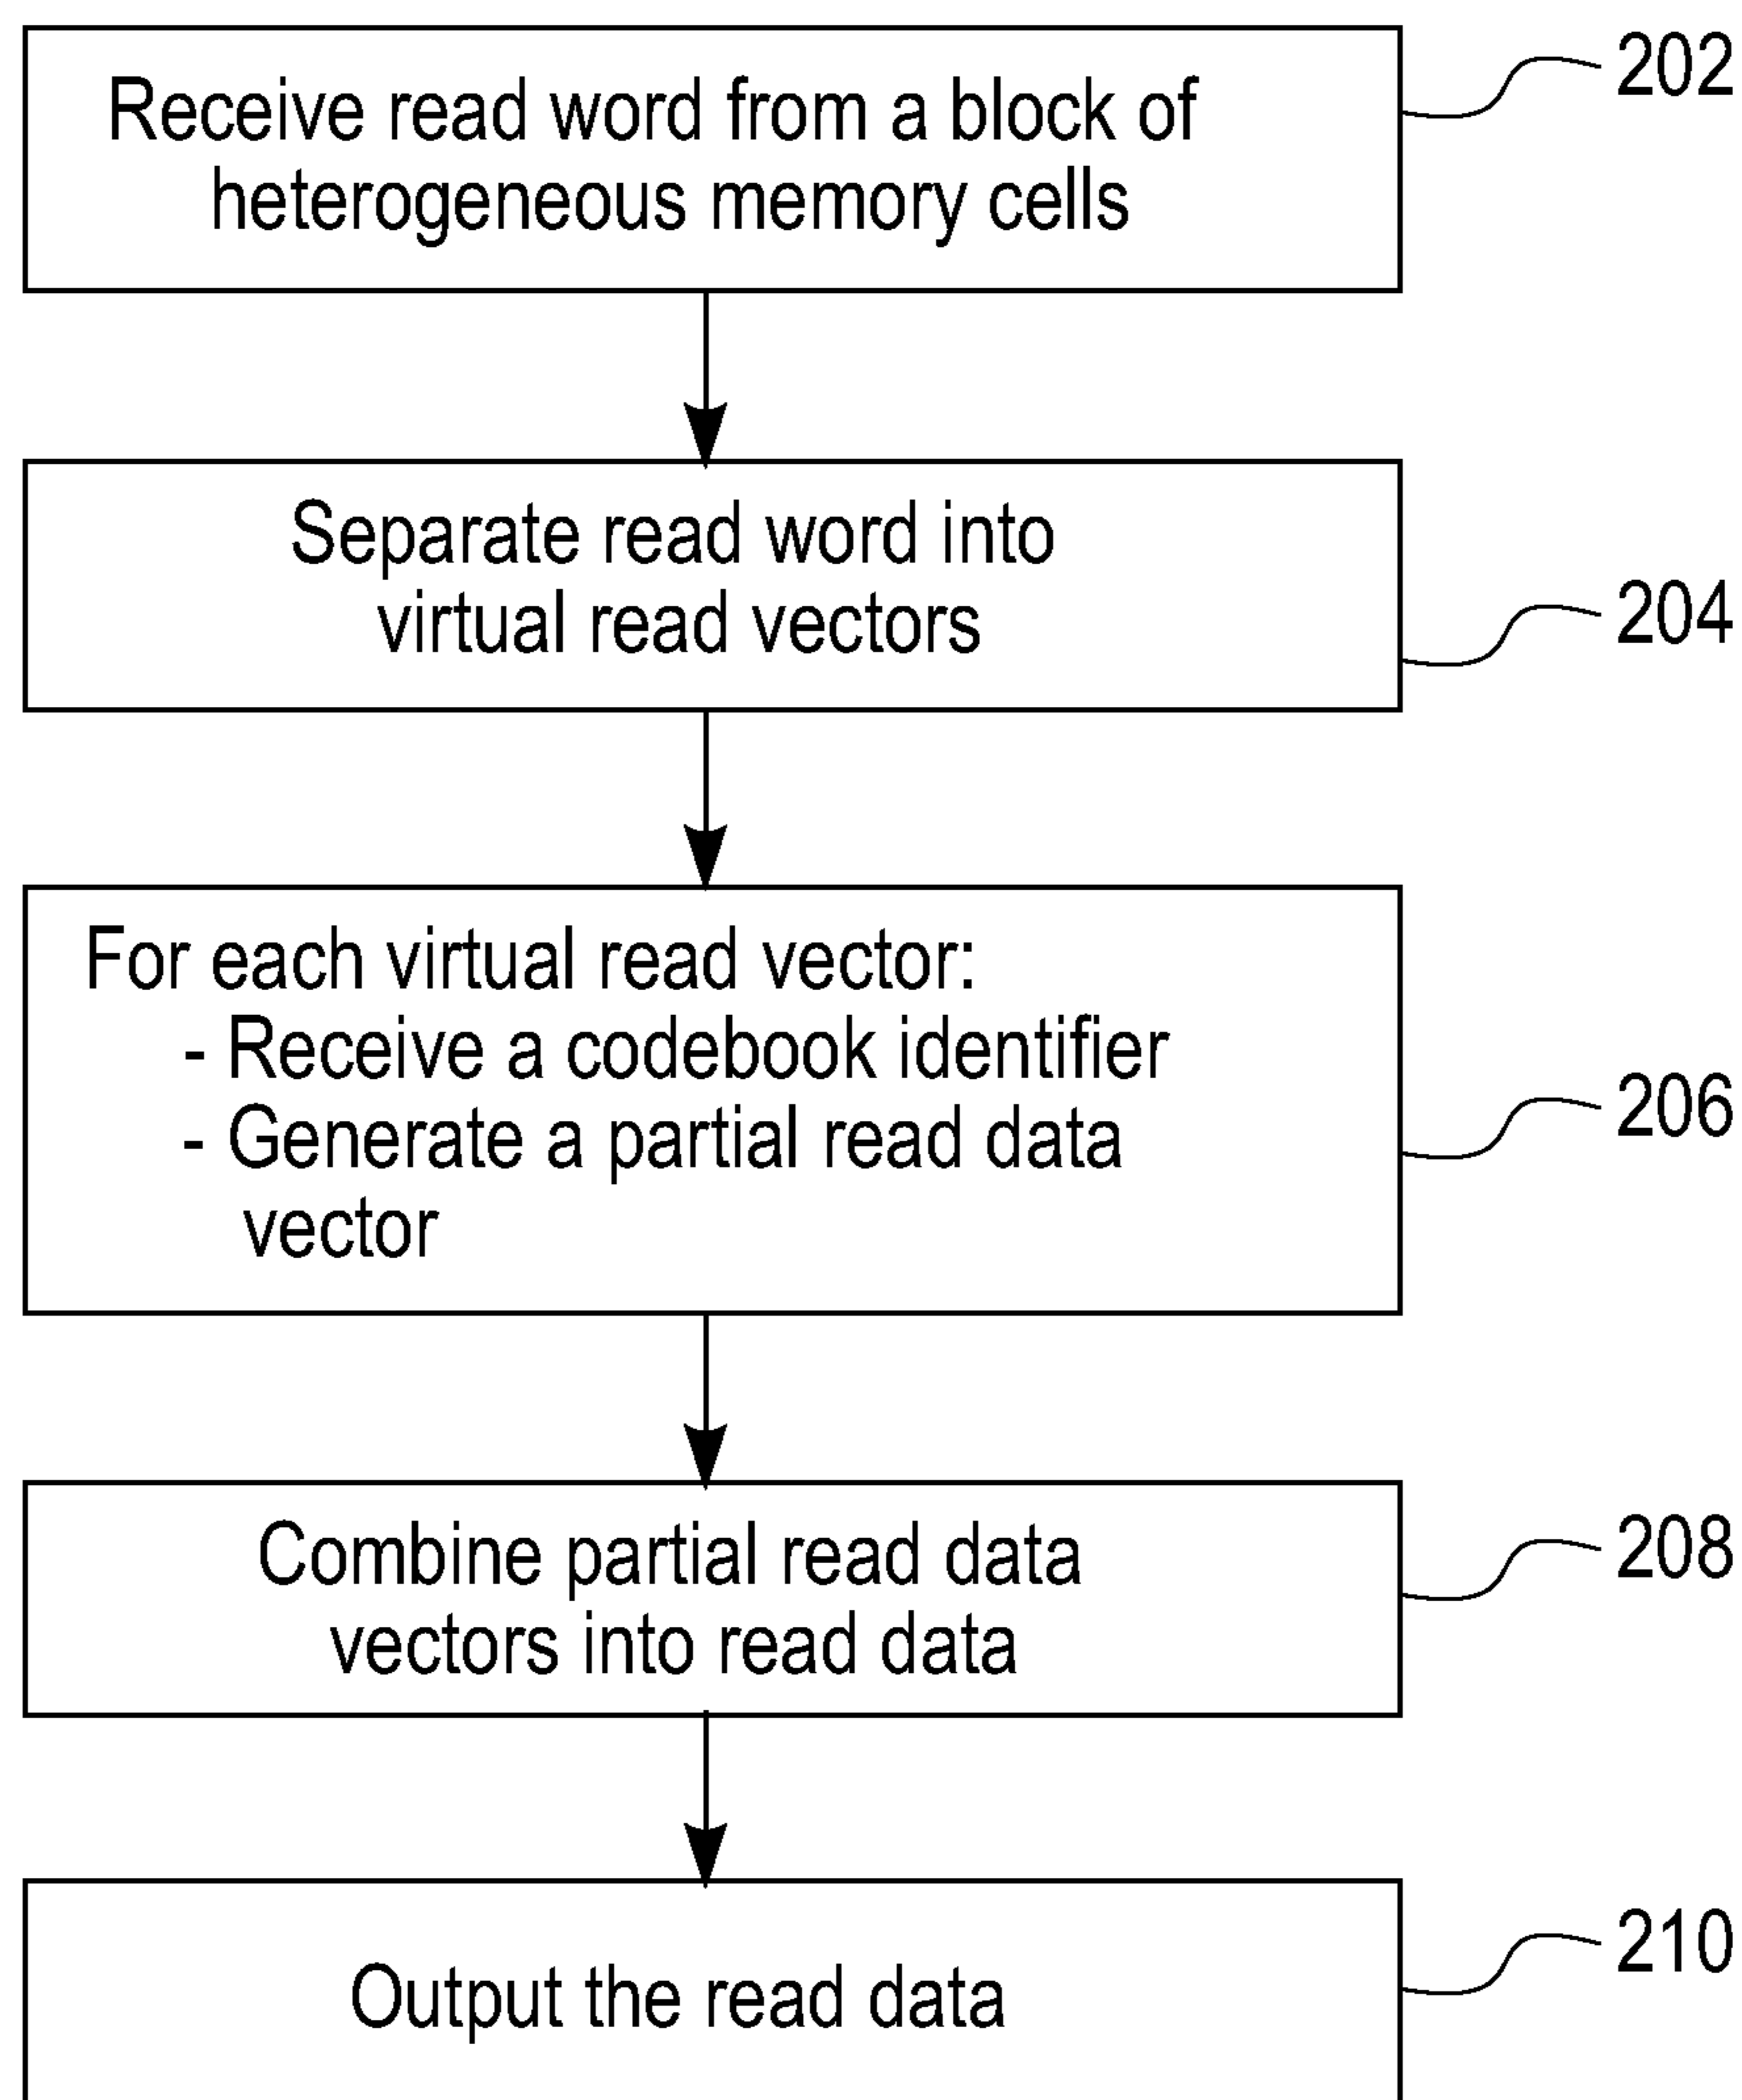 Receive read word from a block of
heterogeneous memory cells
202
Separate read word into
virtual read vectors
204
For each virtual read vector:
- Receive a codebook identifier
- Generate a partial read data
vector
206
Combine partial read data
vectors into read data
208
Output the read data
210